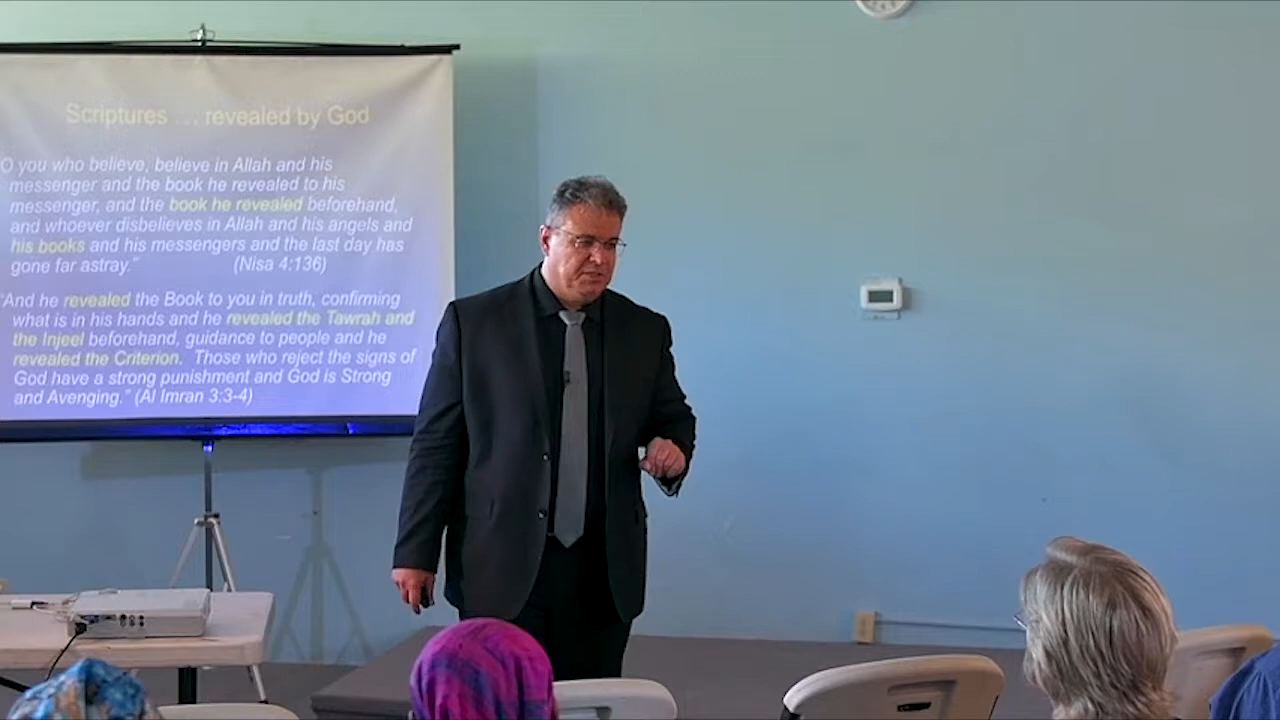 Scriptures … revealed by God
O you who believe, believe in Allah and his
messenger and the book he revealed to his
messenger, and the book he revealed beforehand,
and whoever disbelieves in Allah and his angels and
his books and his messengers and the last day has
gone far astray.” (Nisa 4:136)
“And he revealed the Book to you in truth, confirming
what is in his hands and he revealed the Tawrah and
the Injeel beforehand, guidance to people and he
revealed the Criterion. Those who reject the signs of
God have a strong punishment and God is Strong
and Avenging.” (Al Imran 3:3-4)